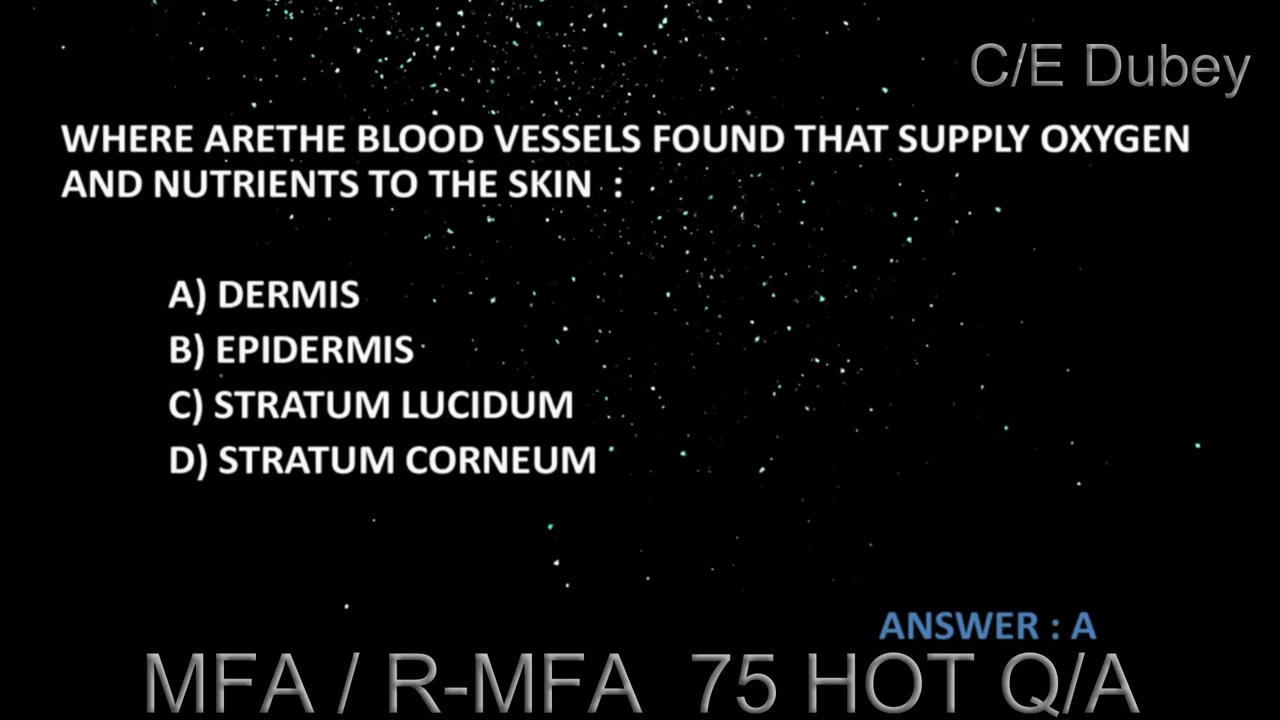 C/E Dubey
WHERE ARETHE BLOOD VESSELS FOUND THAT SUPPLY OXYGEN
AND NUTRIENTS TO THE SKIN :
A) DERMIS
B) EPIDERMIS
C) STRATUM LUCIDUM
D) STRATUM CORNEUM
ANSWER : A
MFA / R-MFA 75 HOT Q/A